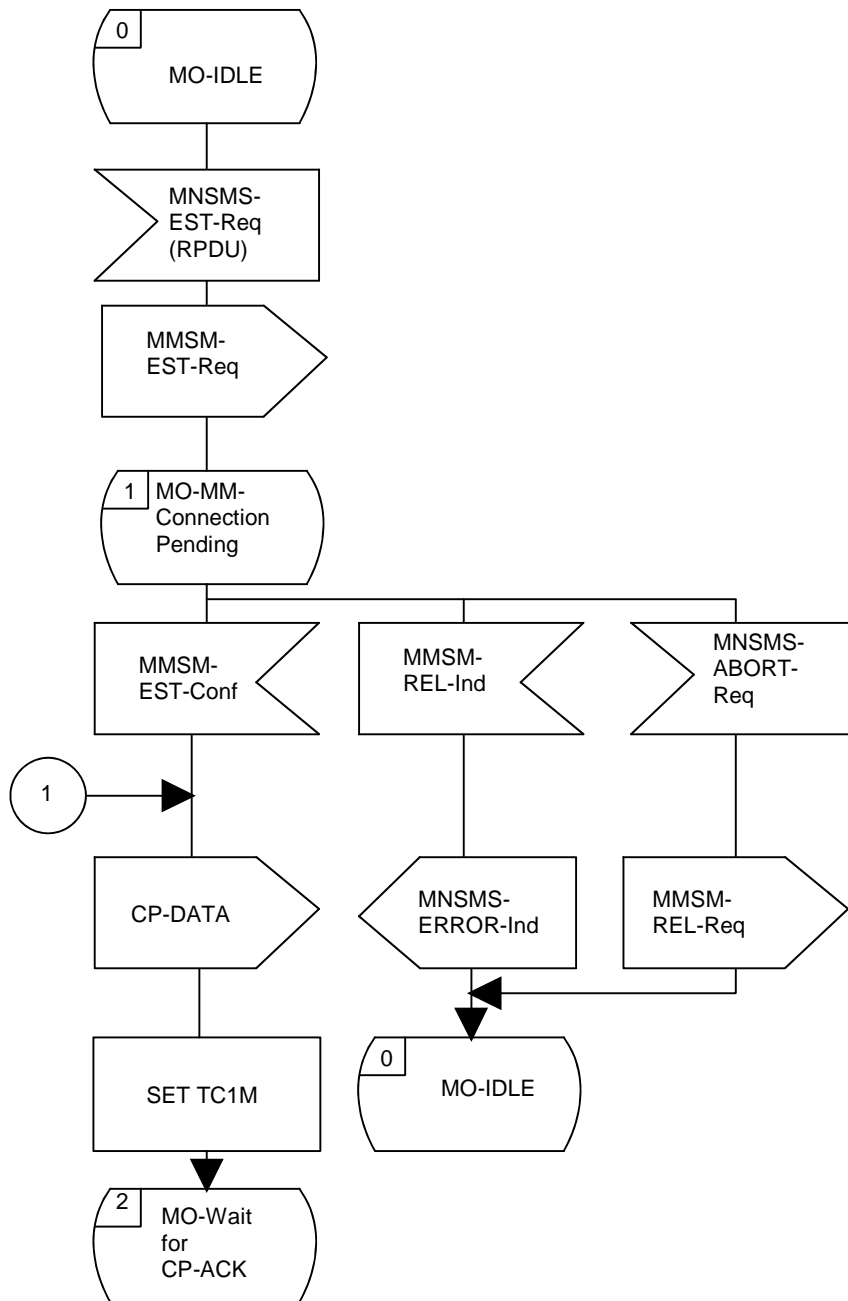 0
MO-IDLE
MNSMS-
EST-Req
(RPDU)
MMSM-
EST-Req
1
MO-MM-
Connection
Pending
MMSM-
EST-Conf
MMSM-
REL-Ind
MNSMS-
ABORT-
Req
1
CP-DATA
MNSMS-
ERROR-Ind
MMSM-
REL-Req
SET TC1M
0
MO-IDLE
2
MO-Wait
for
CP-ACK